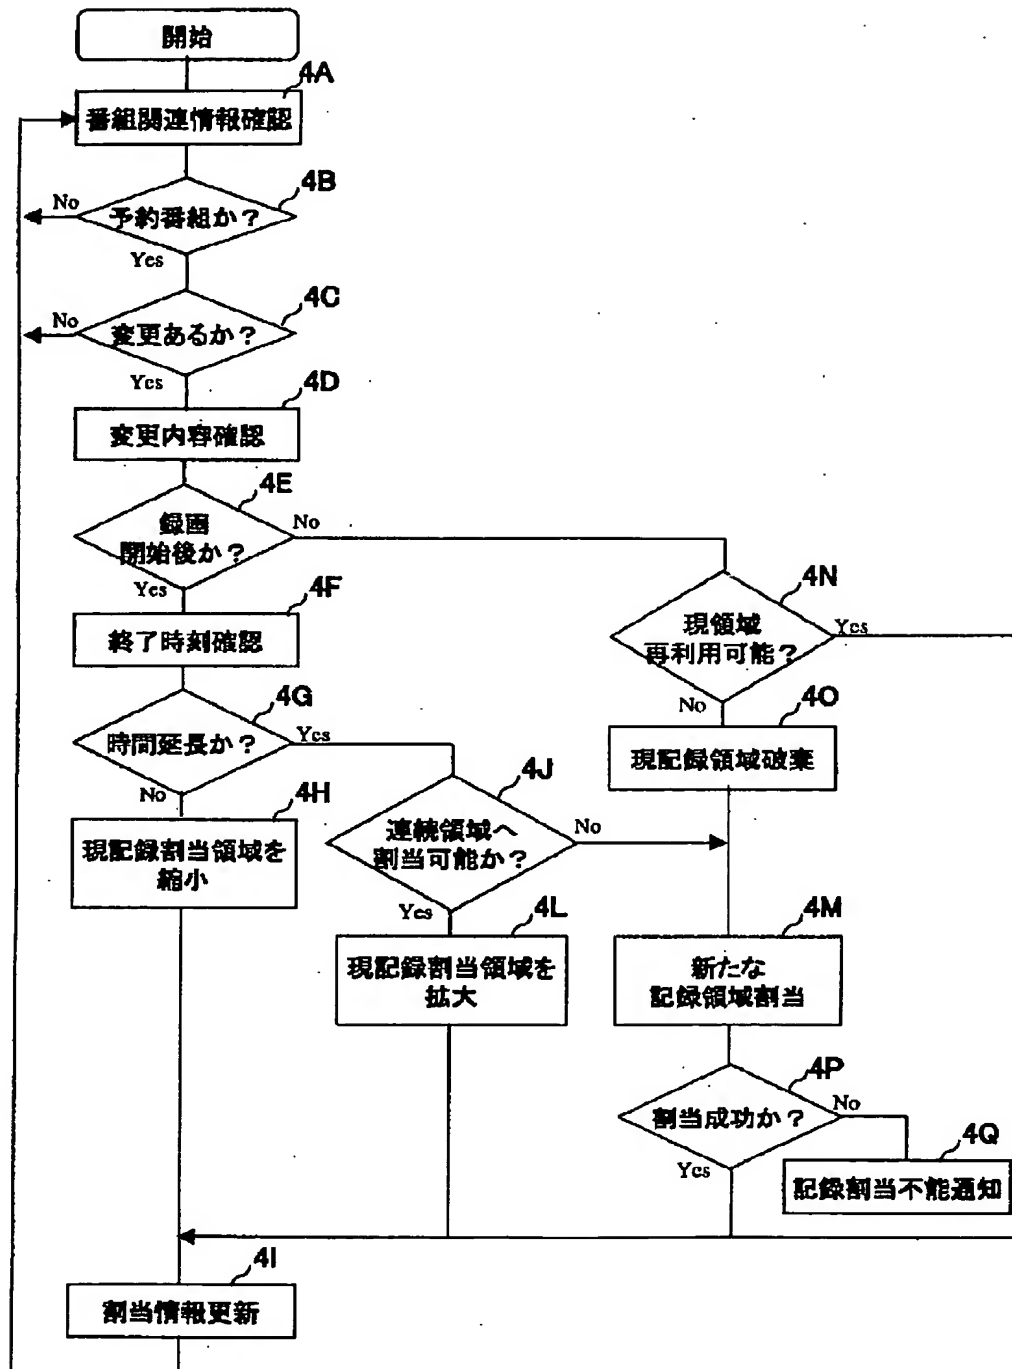 開始
4A
番組関連情報確認
4B
No
予約番組か？
Yes
4C
No
変更あるか？
Yes
4D
変更内容確認
4E
録画
開始後か？
No
Yes
4F
終了時刻確認
4N
現領域
再利用可能？
Yes
No
4G
時間延長か？
Yes
No
4O
現記録領域破棄
4H
現記録割当領域を
縮小
4J
連続領域へ
割当可能か？
No
Yes
4L
現記録割当領域を
拡大
4M
新たな
記録領域割当
4P
割当成功か？
No
Yes
4Q
記録割当不能通知
4I
割当情報更新